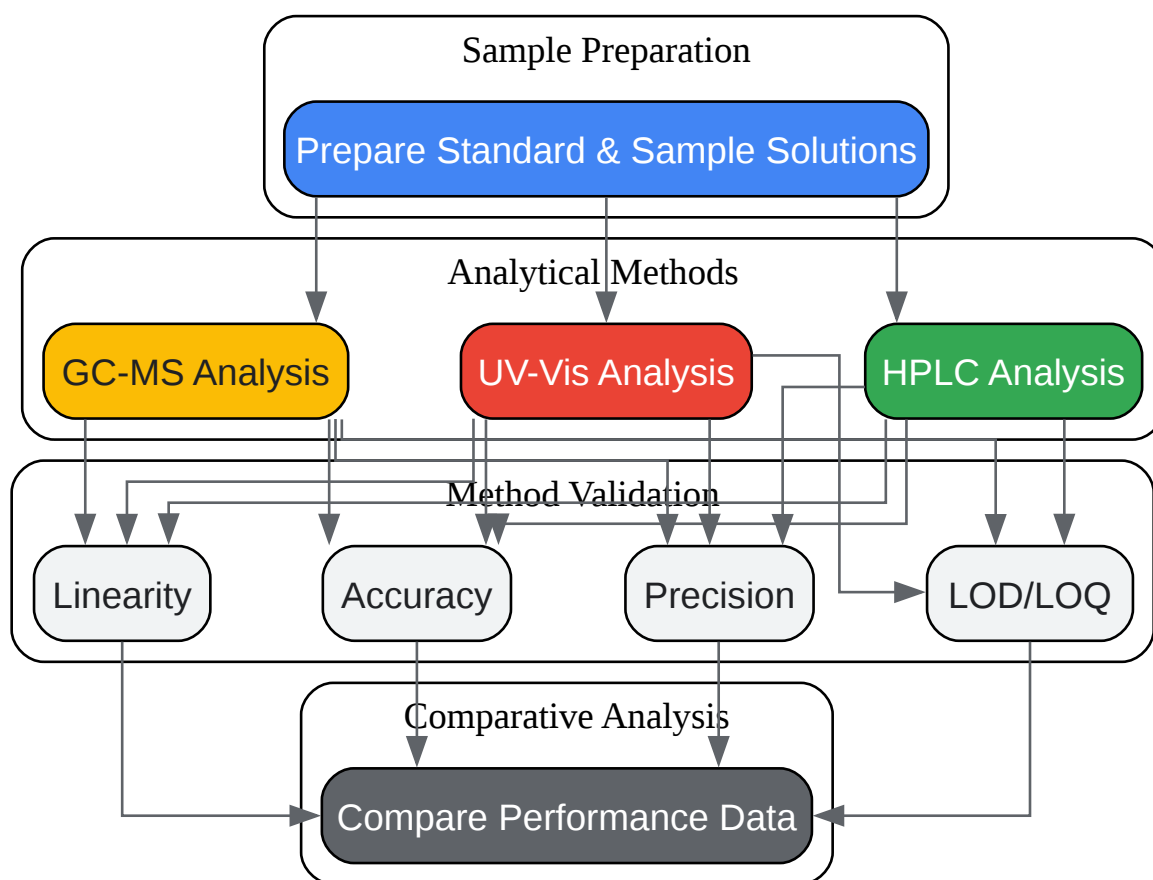 Sample Preparation
Prepare Standard & Sample Solutions
Analytical Methods
GC-MS Analysis
UV-Vis Analysis
HPLC Analysis
Method Validation
Linearity
Accuracy
Precision
LOD/LOQ
Comparative Analysis
Compare Performance Data